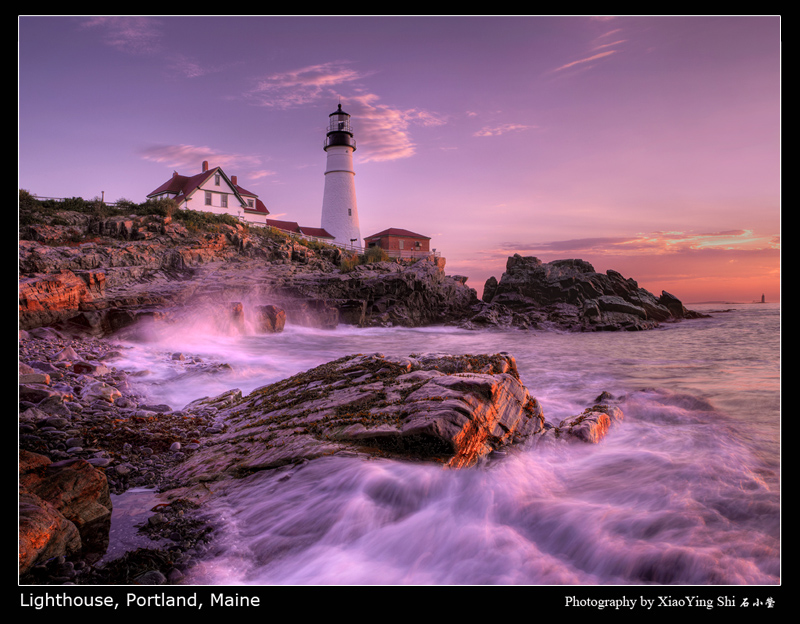 Lighthouse, Portland, Maine
Photography by XiaoYing Shi 石小莹